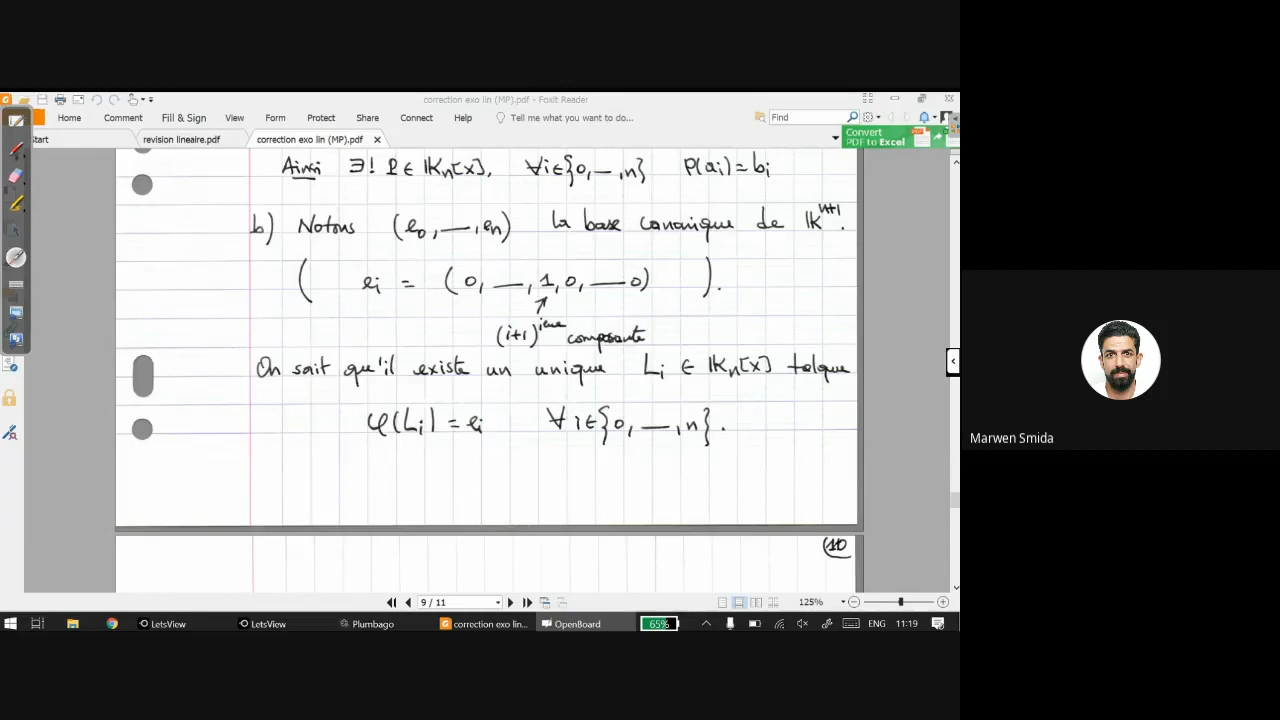 correction exo lin (MP).pdf - Foxit Reader
Home Comment Fill & Sign View Form Protect Share Connect Help Tell me what you want to do... Find
Start revision lineaire.pdf correction exo lin (MP).pdf Convert PDF to Excel
Ainsi ∃! P ∈ 𝕂n[X], ∀i∈{0, —, n} P(ai) = bi
b) Notons (e0, —, en) la base canonique de 𝕂^n+1.
( ei = (0, —, 1, 0, — 0) ).
(i+1)ième composante
On sait qu'il existe un unique Li ∈ 𝕂n[X] telque
φ(Li) = ei ∀ i∈{0, —, n}.
10
Marwen Smida
9 / 11 125%
LetsView LetsView Plumbago correction exo lin... OpenBoard 65% ENG 11:19